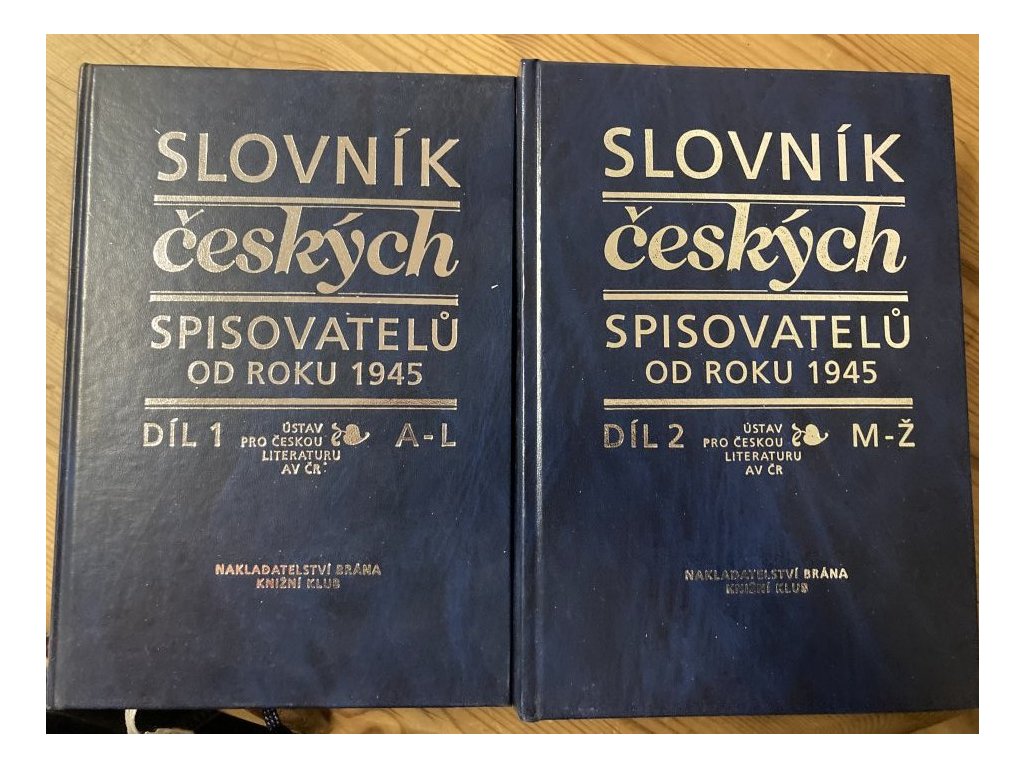 SLOVNÍK
českých
SPISOVATELŮ
OD ROKU 1945
DÍL 1
ÚSTAV
PRO ČESKOU
LITERATURU
AV ČR
A-L
NAKLADATELSTVÍ BRÁNA
KNIŽNÍ KLUB
SLOVNÍK
českých
SPISOVATELŮ
OD ROKU 1945
DÍL 2
ÚSTAV
PRO ČESKOU
LITERATURU
AV ČR
M-Ž
NAKLADATELSTVÍ BRÁNA
KNIŽNÍ KLUB